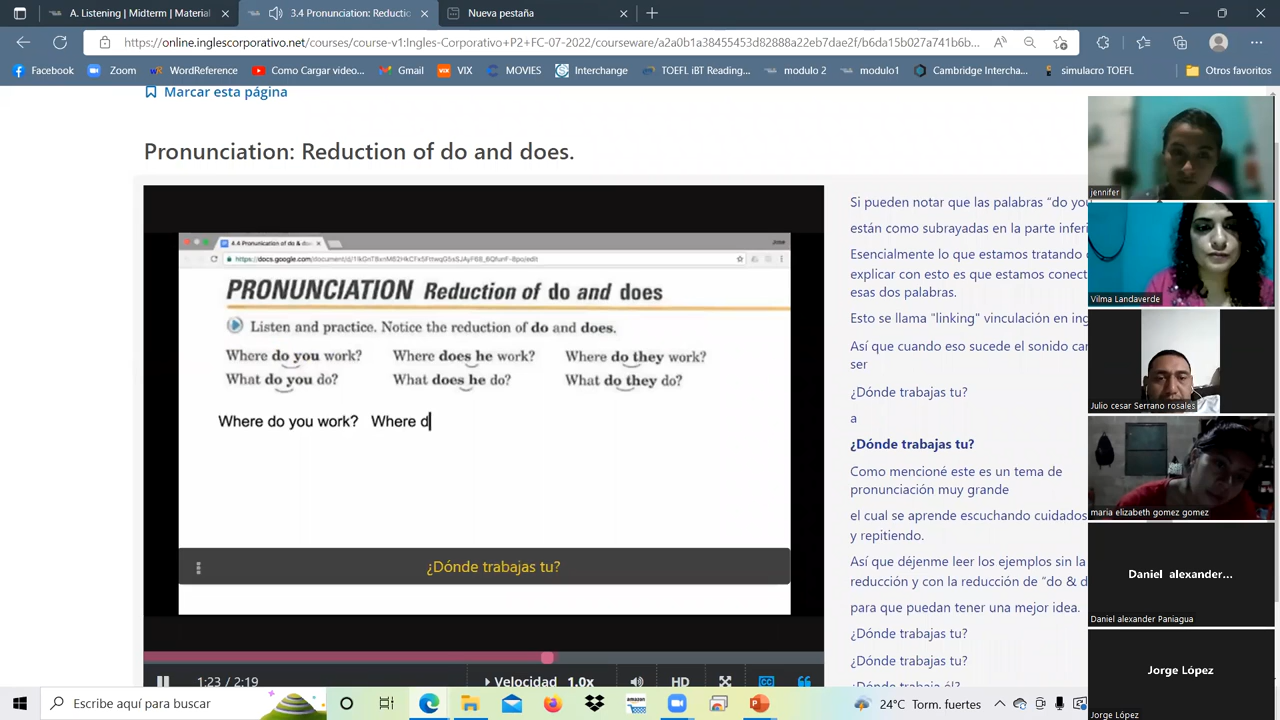 A. Listening | Midterm | Material
3.4 Pronunciation: Reductio
Nueva pestaña
https://online.inglescorporativo.net/courses/course-v1:Ingles-Corporativo+P2+FC-07-2022/courseware/a2a0b1a38455453d82888a22eb7dae2f/b6da15b027a741b6b...
Facebook
Zoom
WordReference
Como Cargar video...
Gmail
VIX
MOVIES
Interchange
TOEFL iBT Reading...
modulo 2
modulo1
Cambridge Intercha...
simulacro TOEFL
Otros favoritos
Marcar esta página
Pronunciation: Reduction of do and does.
4.4 Pronunciation of do & doe
PRONUNCIATION Reduction of do and does
Listen and practice. Notice the reduction of do and does.
Where do you work? Where does he work? Where do they work?
What do you do? What does he do? What do they do?
Where do you work? Where d
¿Dónde trabajas tu?
1:23 / 2:19
Velocidad 1.0x
HD
Si pueden notar que las palabras “do you
están como subrayadas en la parte inferi
Esencialmente lo que estamos tratando d
explicar con esto es que estamos conect
esas dos palabras.
Esto se llama "linking" vinculación en ing
Así que cuando eso sucede el sonido car
ser
¿Dónde trabajas tu?
a
¿Dónde trabajas tu?
Como mencioné este es un tema de
pronunciación muy grande
el cual se aprende escuchando cuidados
y repitiendo.
Así que déjenme leer los ejemplos sin la
reducción y con la reducción de “do & d
para que puedan tener una mejor idea.
¿Dónde trabajas tu?
¿Dónde trabajas tu?
¿Dónde trabaja él?
jennifer
Vilma Landaverde
Julio cesar Serrano rosales
maria elizabeth gomez gomez
Daniel alexander...
Daniel alexander Paniagua
Jorge López
Jorge López
Escribe aquí para buscar
24°C Torm. fuertes